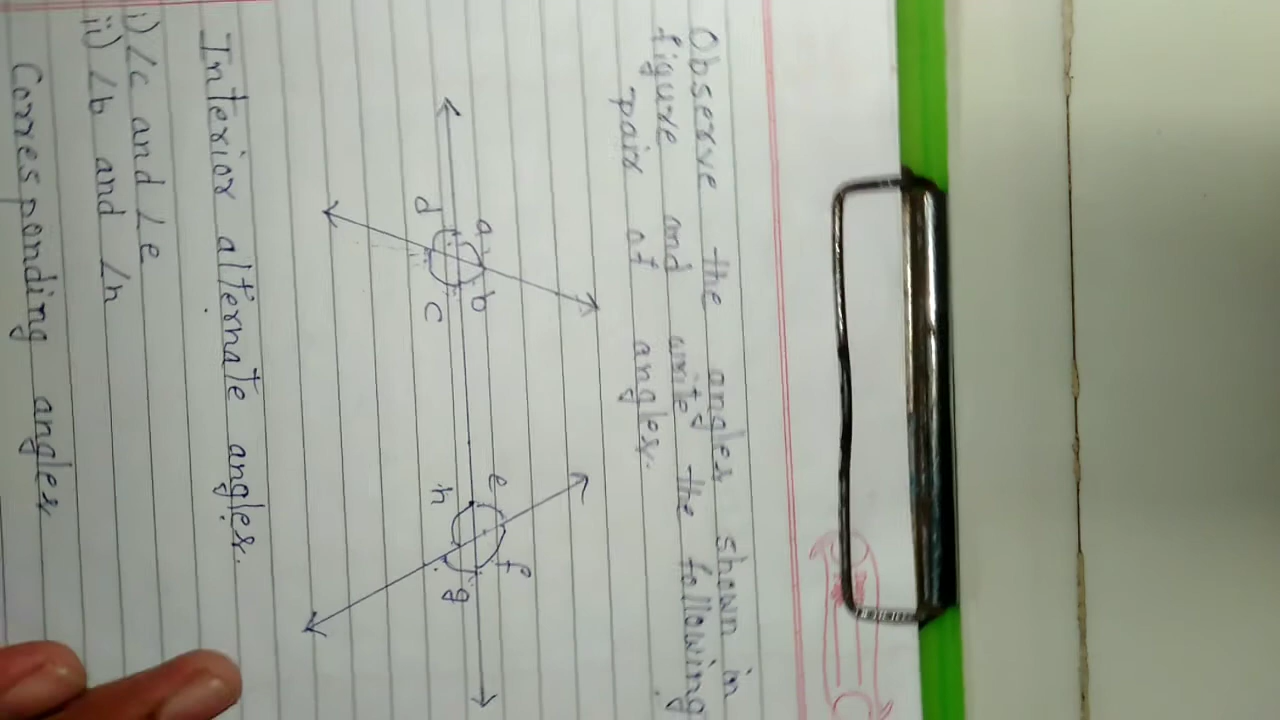 Observe the angles shown in
figure and write the following
pair of angles.
a
b
d
c
e
f
h
g
Interior alternate angles.
i) ∠c and ∠e
ii) ∠b and ∠h
Corresponding angles